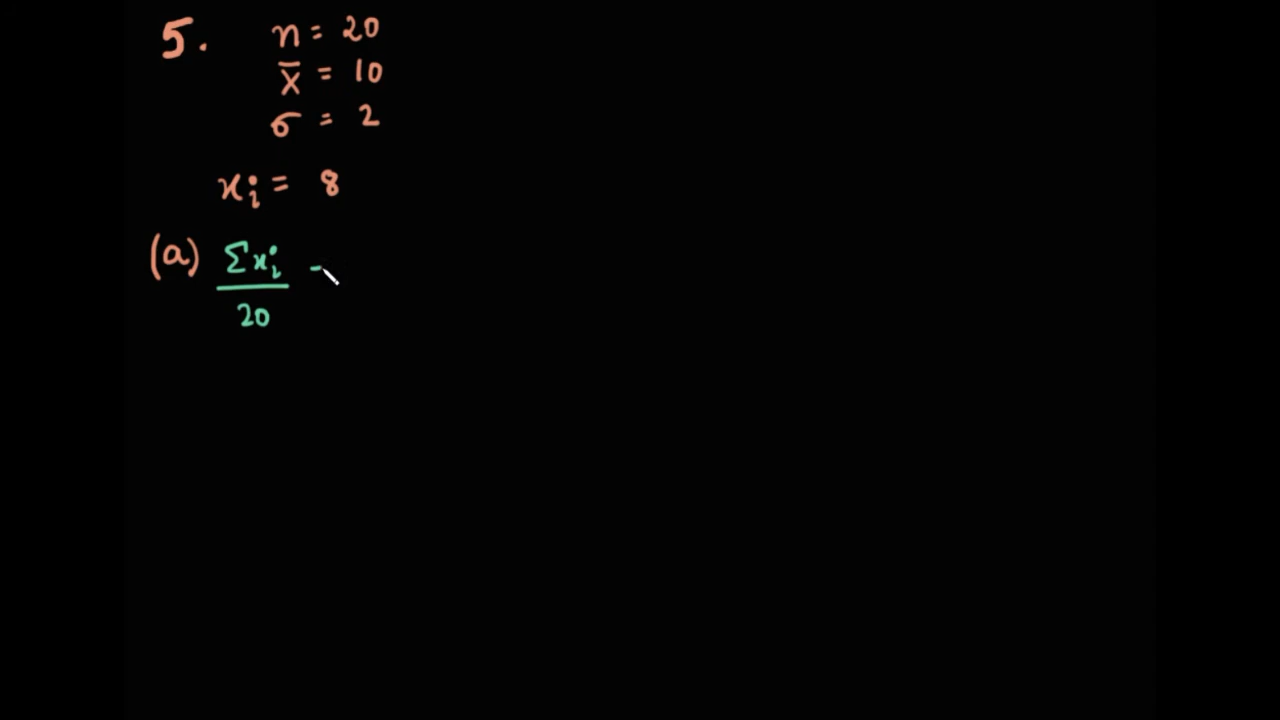 5. n = 20
x̄ = 10
σ = 2
xi = 8
(a) Σxi -
20